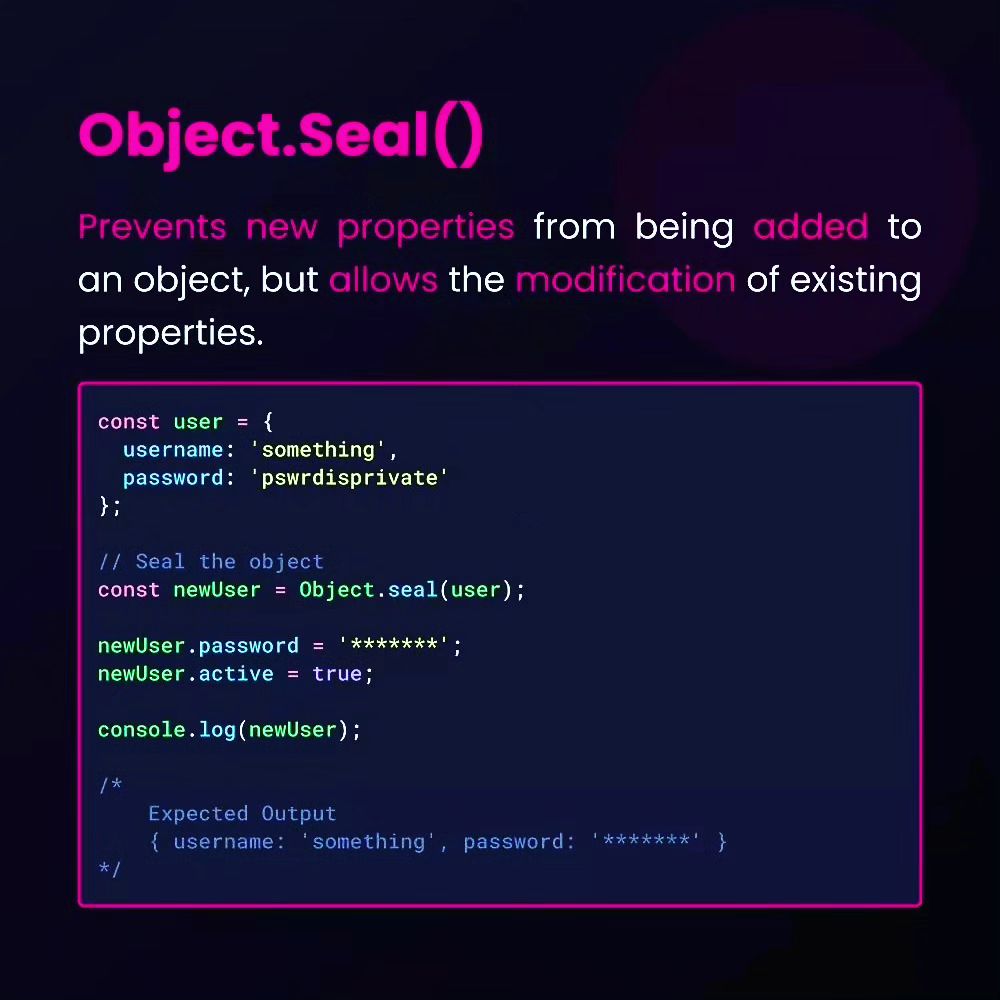 Object.Seal()
Prevents new properties from being added to
an object, but allows the modification of existing
properties.
const user = {
  username: 'something',
  password: 'pswrdisprivate'
};
// Seal the object
const newUser = Object.seal(user);
newUser.password = '*******';
newUser.active = true;
console.log(newUser);
/*
    Expected Output
    { username: 'something', password: '*******' }
*/